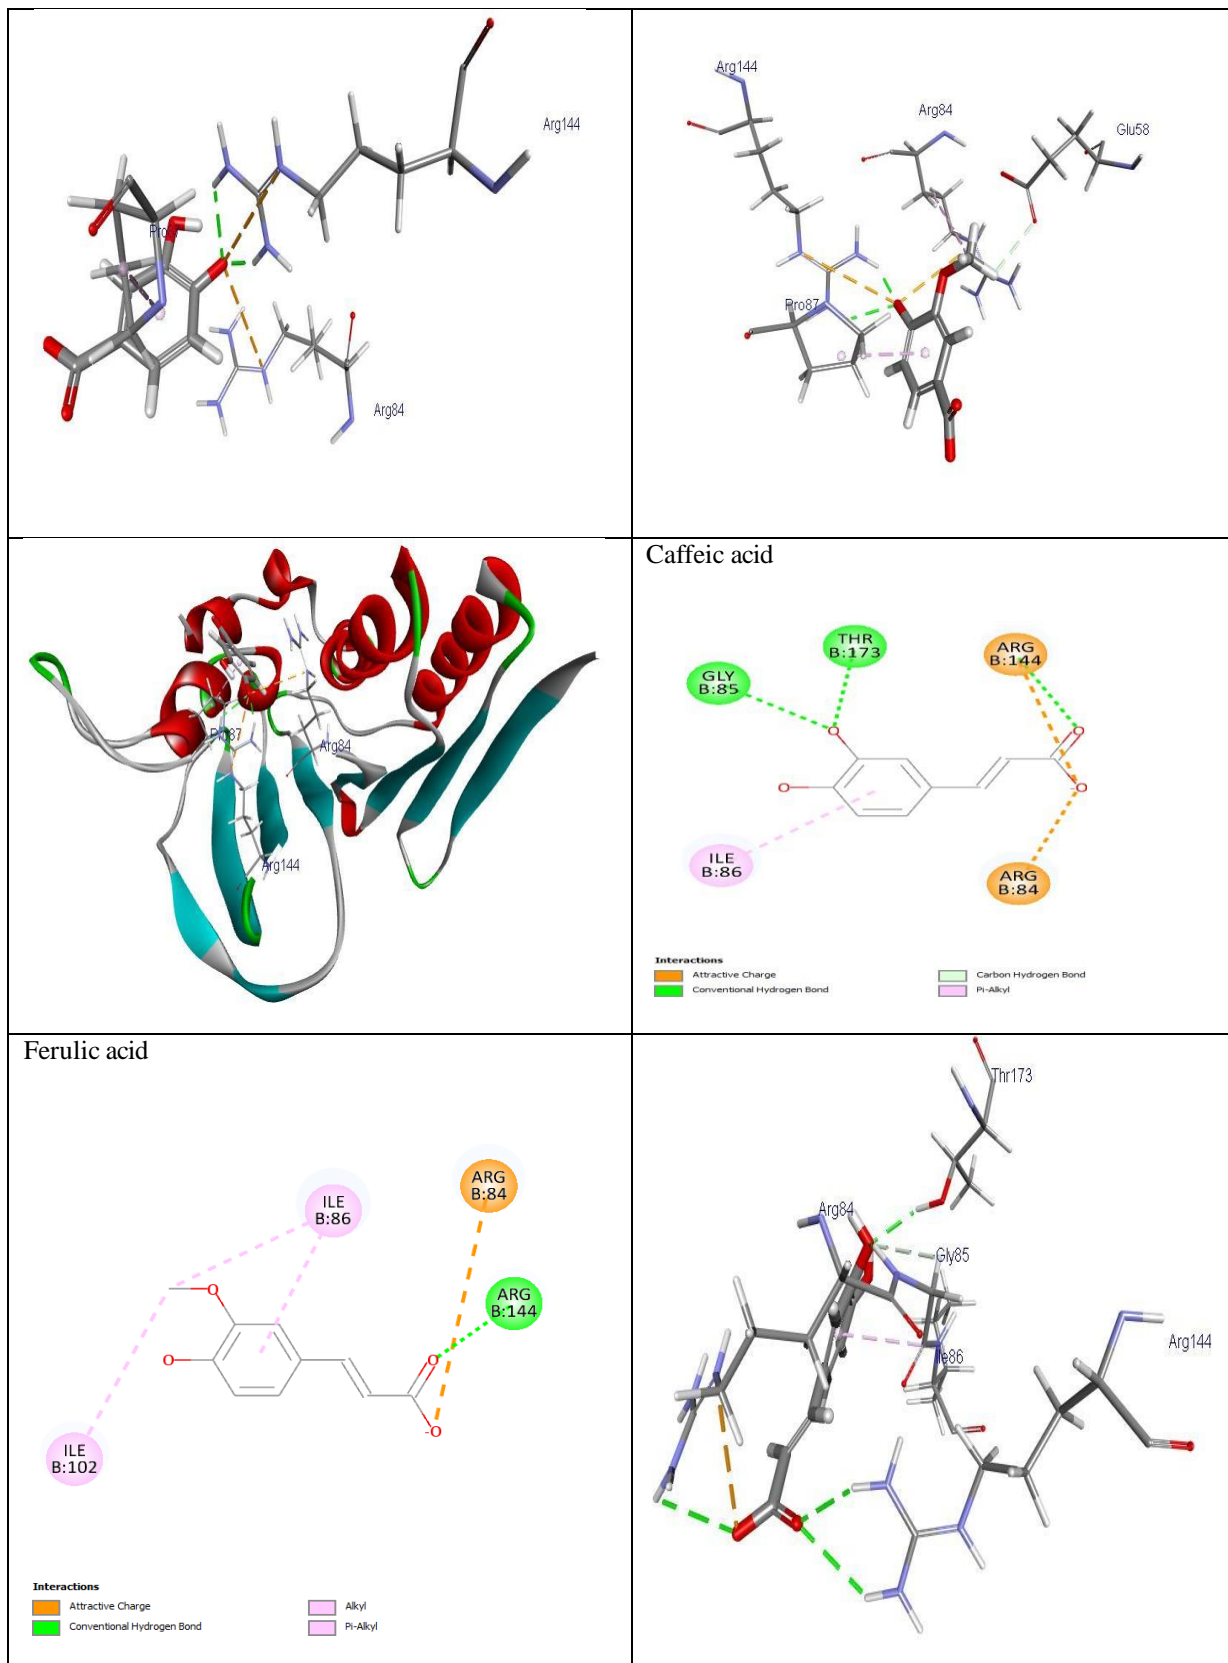 Arg144
Pro87
Arg84
Arg144
Arg84
Glu58
Pro87
Pro87
Arg84
Arg144
Caffeic acid
THR
B:173
ARG
B:144
GLY
B:85
O
O
O
-O
ILE
B:86
ARG
B:84
Interactions
Attractive Charge
Conventional Hydrogen Bond
Carbon Hydrogen Bond
Pi-Alkyl
Ferulic acid
ARG
B:84
ILE
B:86
ARG
B:144
O
O
O
-O
ILE
B:102
Interactions
Attractive Charge
Conventional Hydrogen Bond
Alkyl
Pi-Alkyl
Thr173
Arg84
Gly85
Ile86
Arg144